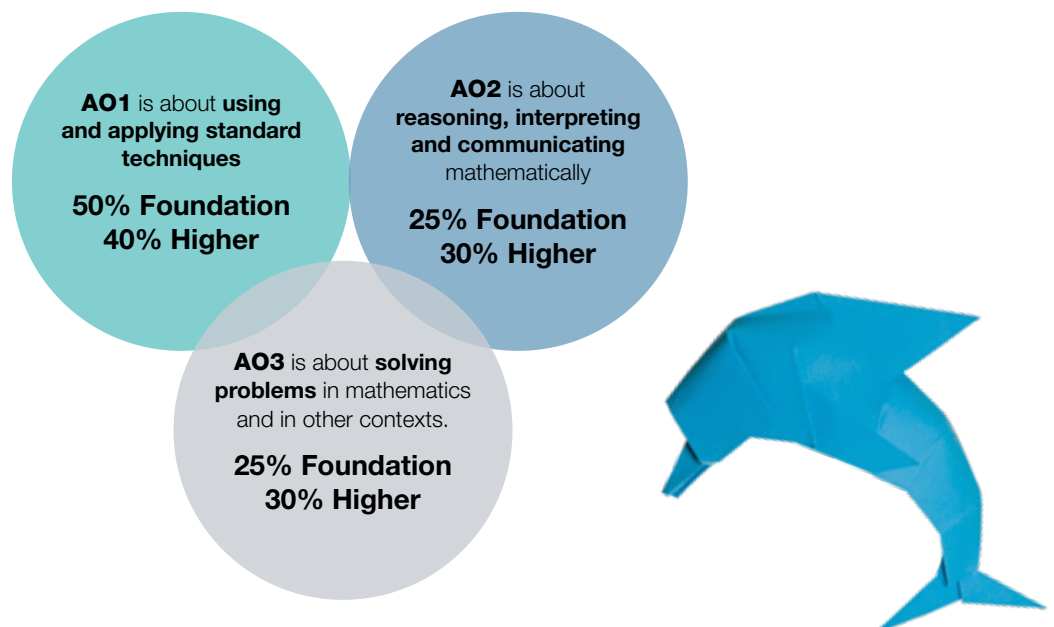 AO1 is about using
and applying standard
techniques
50% Foundation
40% Higher
AO2 is about
reasoning, interpreting
and communicating
mathematically
25% Foundation
30% Higher
AO3 is about solving
problems in mathematics
and in other contexts.
25% Foundation
30% Higher